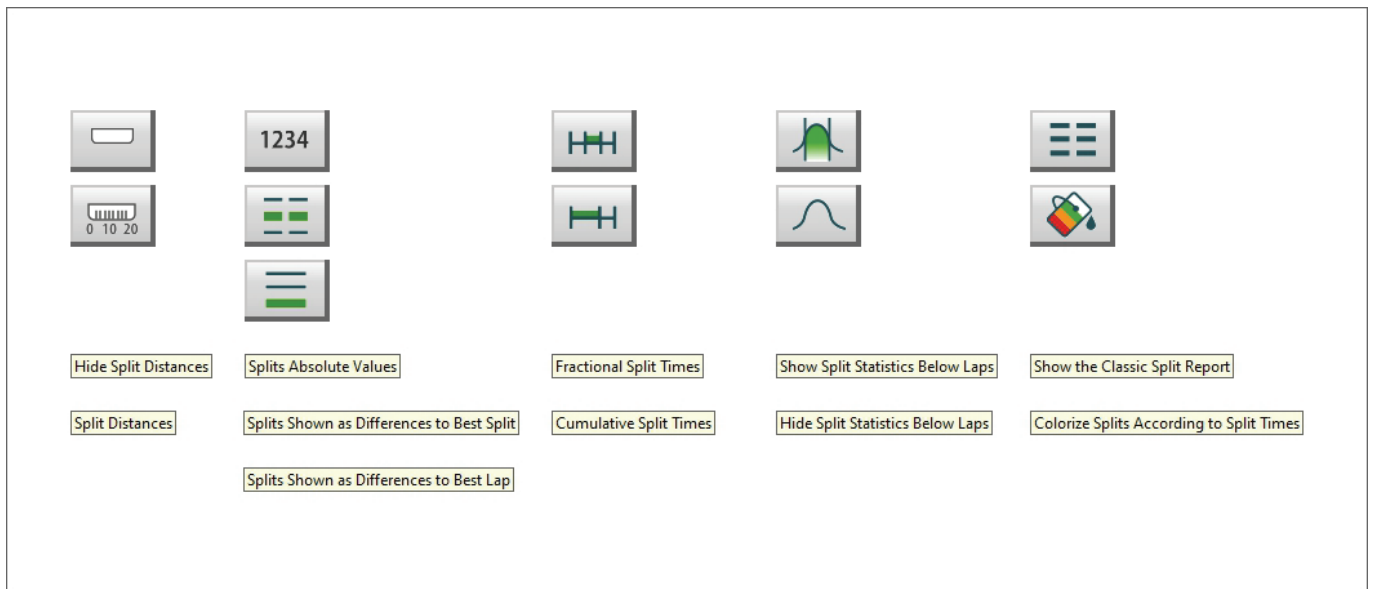 1234
0 10 20
Hide Split Distances
Splits Absolute Values
Fractional Split Times
Show Split Statistics Below Laps
Show the Classic Split Report
Split Distances
Splits Shown as Differences to Best Split
Cumulative Split Times
Hide Split Statistics Below Laps
Colorize Splits According to Split Times
Splits Shown as Differences to Best Lap